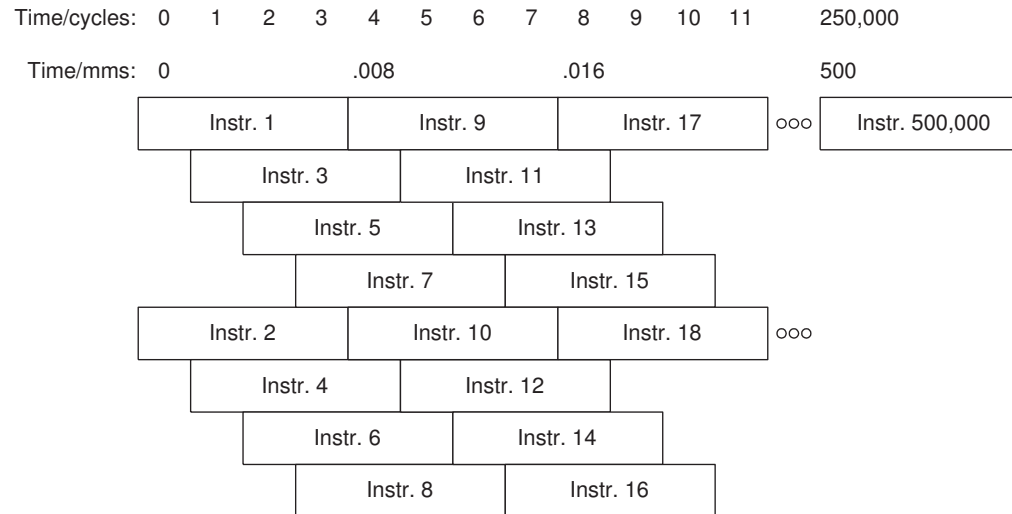 Time/cycles: 0 1 2 3 4 5 6 7 8 9 10 11 250,000
Time/mms: 0 .008 .016 500
Instr. 1 Instr. 9 Instr. 17 ooo Instr. 500,000
Instr. 3 Instr. 11
Instr. 5 Instr. 13
Instr. 7 Instr. 15
Instr. 2 Instr. 10 Instr. 18 ooo
Instr. 4 Instr. 12
Instr. 6 Instr. 14
Instr. 8 Instr. 16